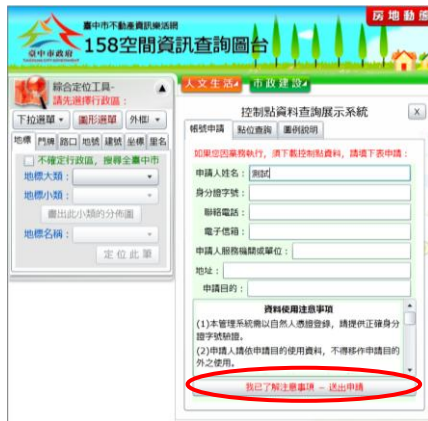 房地動態
臺中市不動產資訊樂活網
158空間資訊查詢圖台
臺中市政府
人文生活
市政建設
綜合定位工具-
請先選擇行政區：
下拉選單
圖形選單
外框
地標 門牌 路口 地號 建號 坐標 里名
不確定行政區，搜尋全臺中市
地標大類：
地標小類：
畫出此小類的分佈圖
地標名稱：
定位此筆
控制點資料查詢展示系統
X
帳號申請 點位查詢 圖例說明
如果您因業務執行，須下載控制點資料，請填下表申請：
申請人姓名：測試
身分證字號：
聯絡電話：
電子信箱：
申請人服務機關或單位：
地址：
申請目的：
資料使用注意事項
(1)本管理系統需以自然人憑證登錄，請提供正確身分
證字號驗證。
(2)申請人請依申請目的使用資料，不得移作申請目的
外之使用。
我已了解注意事項 – 送出申請